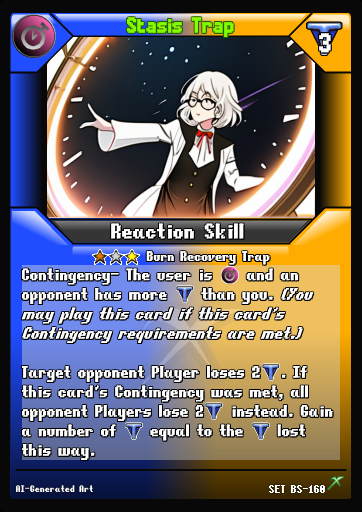 Stasis Trap
3
Reaction Skill
Burn Recovery Trap
Contingency- The user is and an
opponent has more than you. (You
may play this card if this card's
Contingency requirements are met.)
Target opponent Player loses 2. If
this card's Contingency was met, all
opponent Players lose 2 instead. Gain
a number of equal to the lost
this way.
AI-Generated Art
SET BS-160